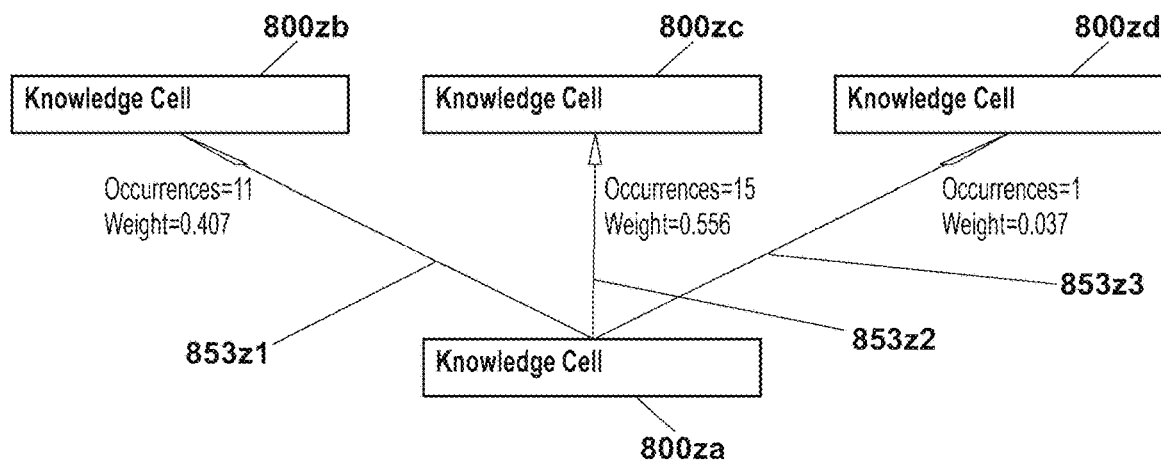 800zb
800zc
800zd
Knowledge Cell
Knowledge Cell
Knowledge Cell
Occurrences=11
Weight=0.407
Occurrences=15
Weight=0.556
Occurrences=1
Weight=0.037
853z3
853z2
853z1
Knowledge Cell
800za